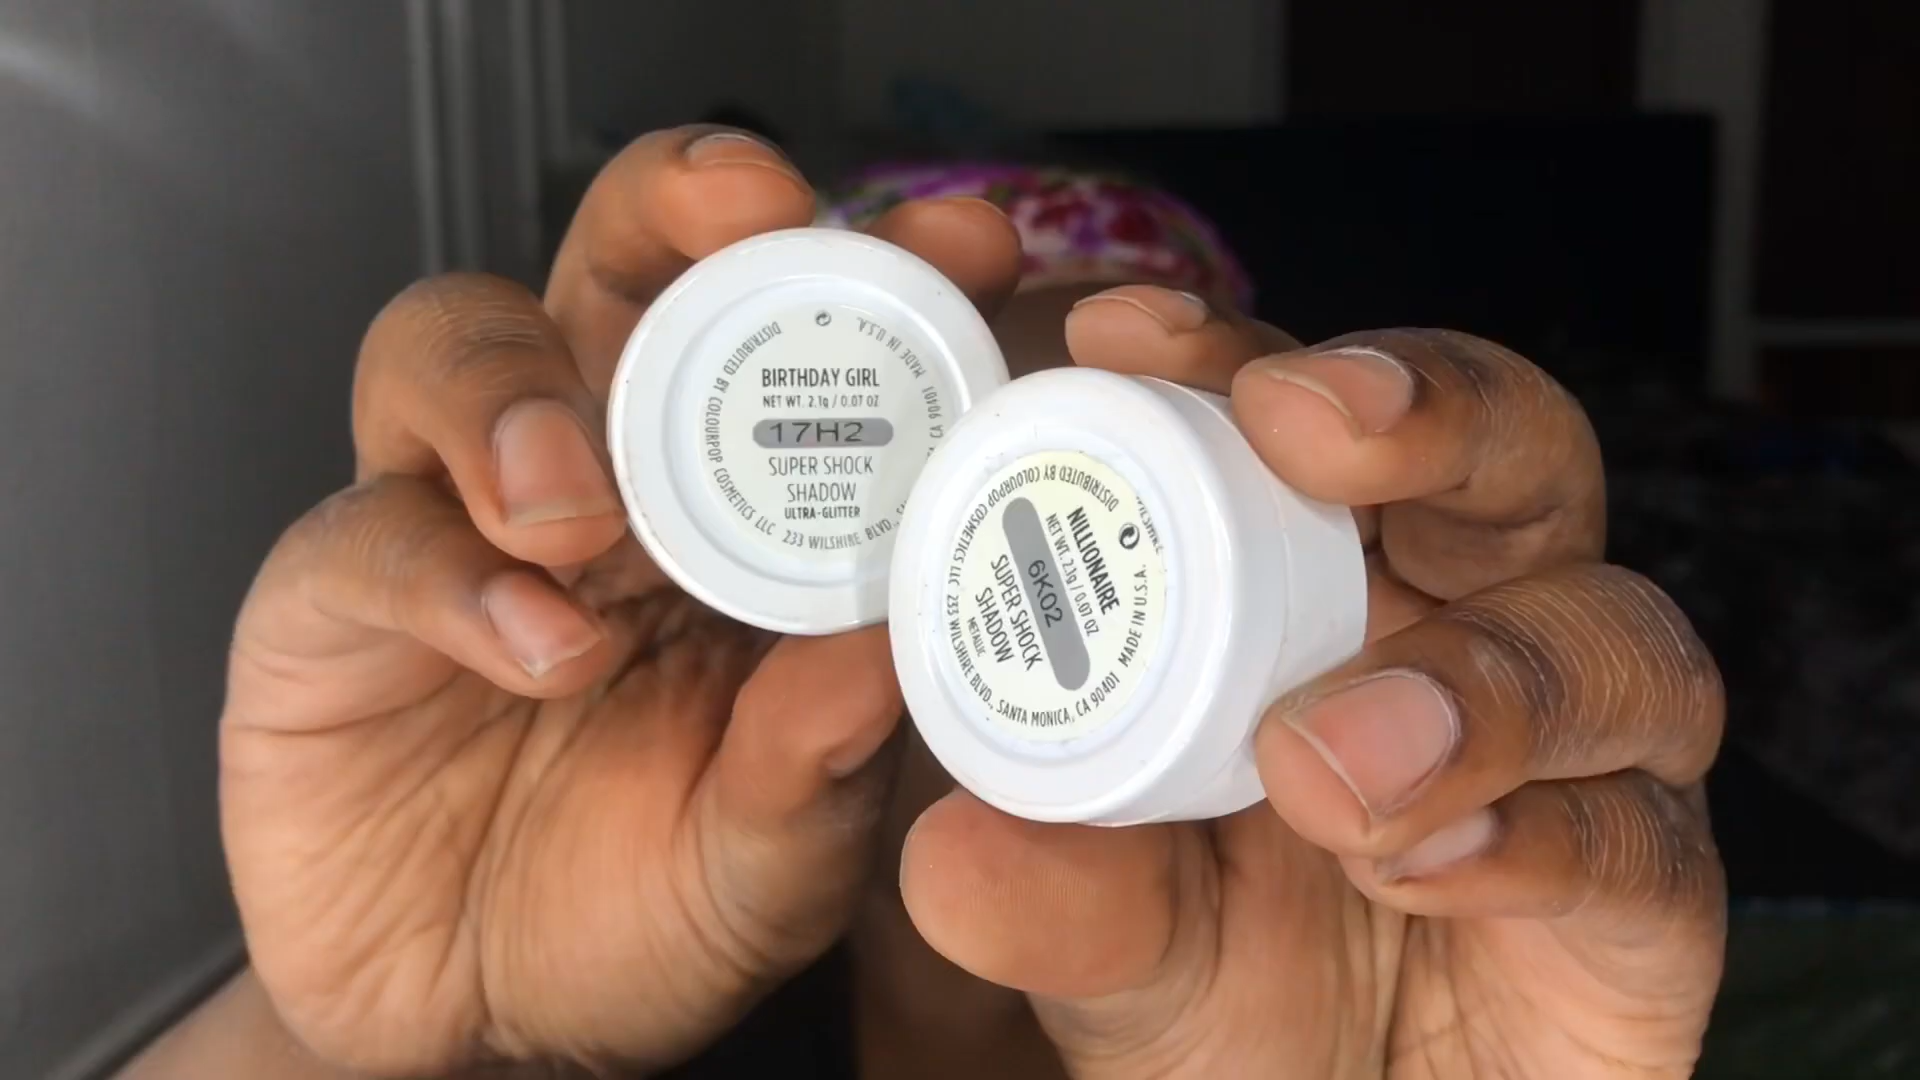 BIRTHDAY GIRL
NET WT. 2.1g / 0.07 OZ
17H2
SUPER SHOCK
SHADOW
ULTRA-GLITTER
DISTRIBUTED BY COLOURPOP COSMETICS LLC 233 WILSHIRE BLVD., CA 90401 MADE IN U.S.A.
NILLIONAIRE
NET WT. 2.1g / 0.07 OZ
6K02
SUPER SHOCK
SHADOW
METALLIC
DISTRIBUTED BY COLOURPOP COSMETICS LLC 233 WILSHIRE BLVD., SANTA MONICA, CA 90401 MADE IN U.S.A.